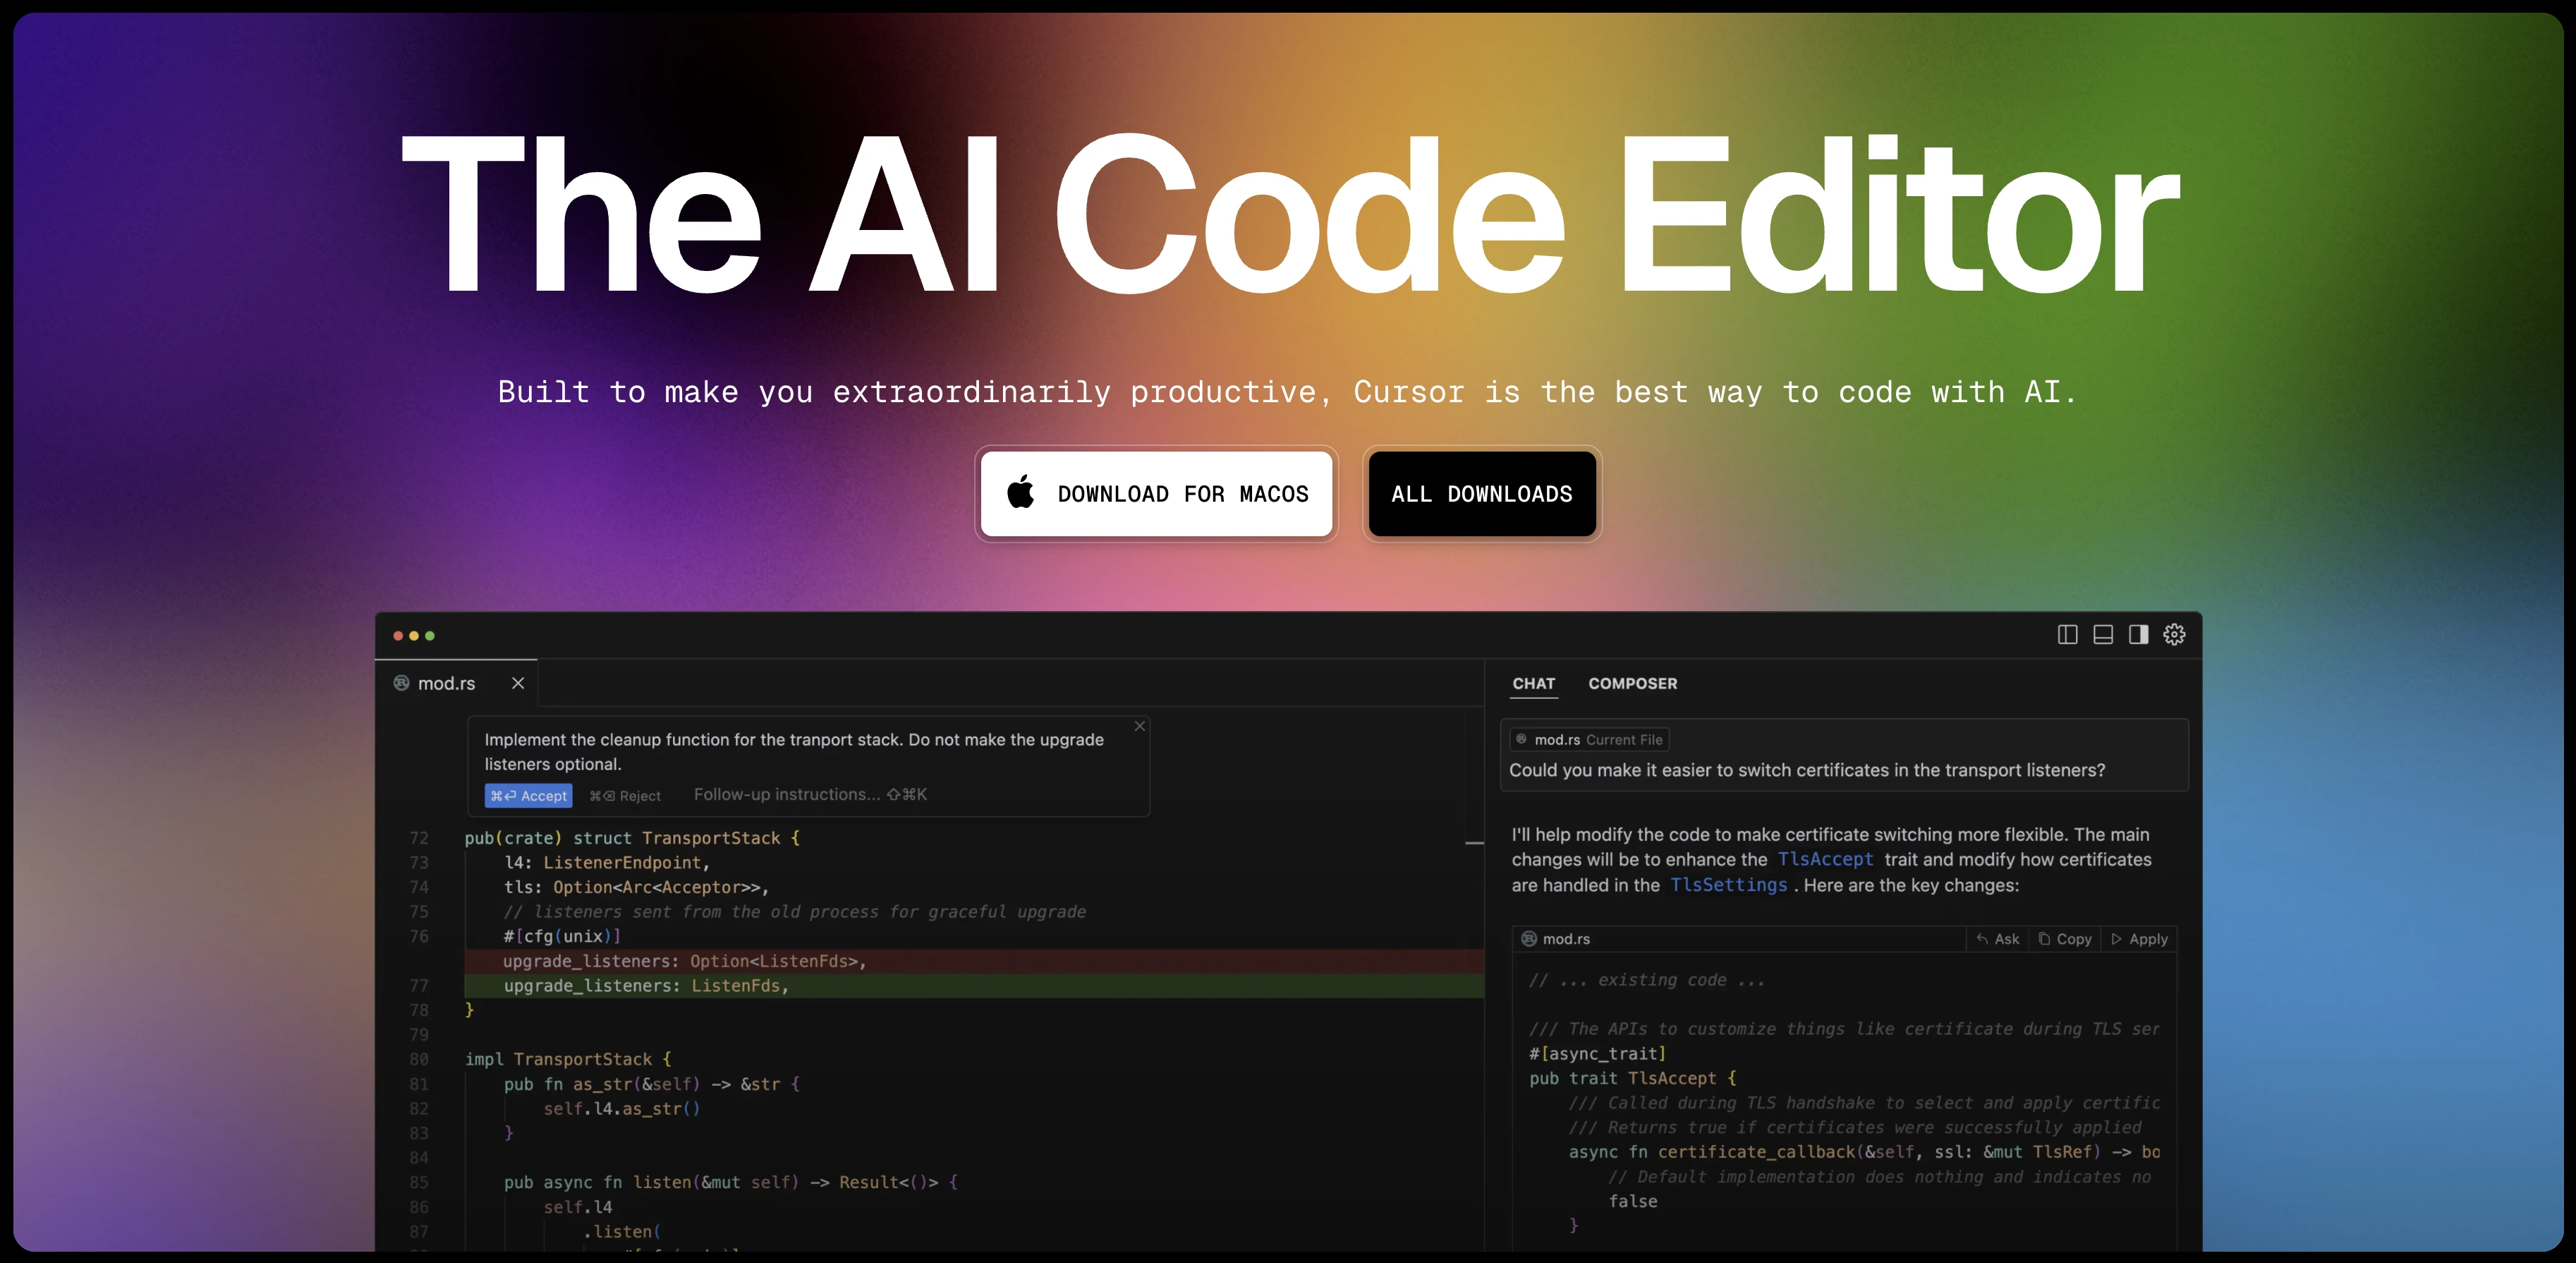 The AI Code Editor
Built to make you extraordinarily productive, Cursor is the best way to code with AI.
DOWNLOAD FOR MACOS
ALL DOWNLOADS
mod.rs
Implement the cleanup function for the tranport stack. Do not make the upgrade
listeners optional.
⌘⏎ Accept ⌘⌫ Reject Follow-up instructions... ⇧⌘K
72 pub(crate) struct TransportStack {
73 l4: ListenerEndpoint,
74 tls: Option<Arc<Acceptor>>,
75 // listeners sent from the old process for graceful upgrade
76 #[cfg(unix)]
upgrade_listeners: Option<ListenFds>,
77 upgrade_listeners: ListenFds,
78 }
79
80 impl TransportStack {
81 pub fn as_str(&self) -> &str {
82 self.l4.as_str()
83 }
84
85 pub async fn listen(&mut self) -> Result<()> {
86 self.l4
87 .listen(
CHAT COMPOSER
mod.rs Current File
Could you make it easier to switch certificates in the transport listeners?
I'll help modify the code to make certificate switching more flexible. The main
changes will be to enhance the TlsAccept trait and modify how certificates
are handled in the TlsSettings . Here are the key changes:
mod.rs Ask Copy Apply
// ... existing code ...
/// The APIs to customize things like certificate during TLS ser
#[async_trait]
pub trait TlsAccept {
/// Called during TLS handshake to select and apply certific
/// Returns true if certificates were successfully applied
async fn certificate_callback(&self, ssl: &mut TlsRef) -> bo
// Default implementation does nothing and indicates no
false
}